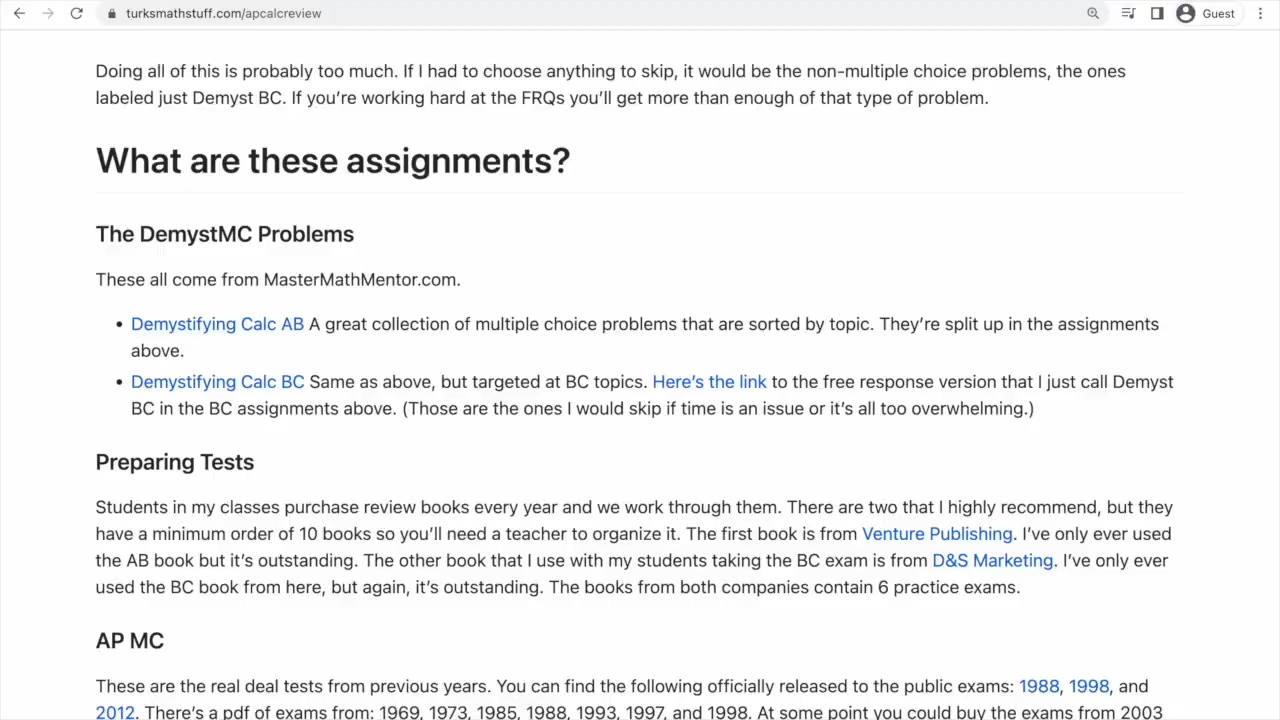 turksmathstuff.com/apcalcreview
Guest
Doing all of this is probably too much. If I had to choose anything to skip, it would be the non-multiple choice problems, the ones
labeled just Demyst BC. If you’re working hard at the FRQs you’ll get more than enough of that type of problem.
What are these assignments?
The DemystMC Problems
These all come from MasterMathMentor.com.
• Demystifying Calc AB A great collection of multiple choice problems that are sorted by topic. They’re split up in the assignments
above.
• Demystifying Calc BC Same as above, but targeted at BC topics. Here’s the link to the free response version that I just call Demyst
BC in the BC assignments above. (Those are the ones I would skip if time is an issue or it’s all too overwhelming.)
Preparing Tests
Students in my classes purchase review books every year and we work through them. There are two that I highly recommend, but they
have a minimum order of 10 books so you’ll need a teacher to organize it. The first book is from Venture Publishing. I’ve only ever used
the AB book but it’s outstanding. The other book that I use with my students taking the BC exam is from D&S Marketing. I’ve only ever
used the BC book from here, but again, it’s outstanding. The books from both companies contain 6 practice exams.
AP MC
These are the real deal tests from previous years. You can find the following officially released to the public exams: 1988, 1998, and
2012. There’s a pdf of exams from: 1969, 1973, 1985, 1988, 1993, 1997, and 1998. At some point you could buy the exams from 2003